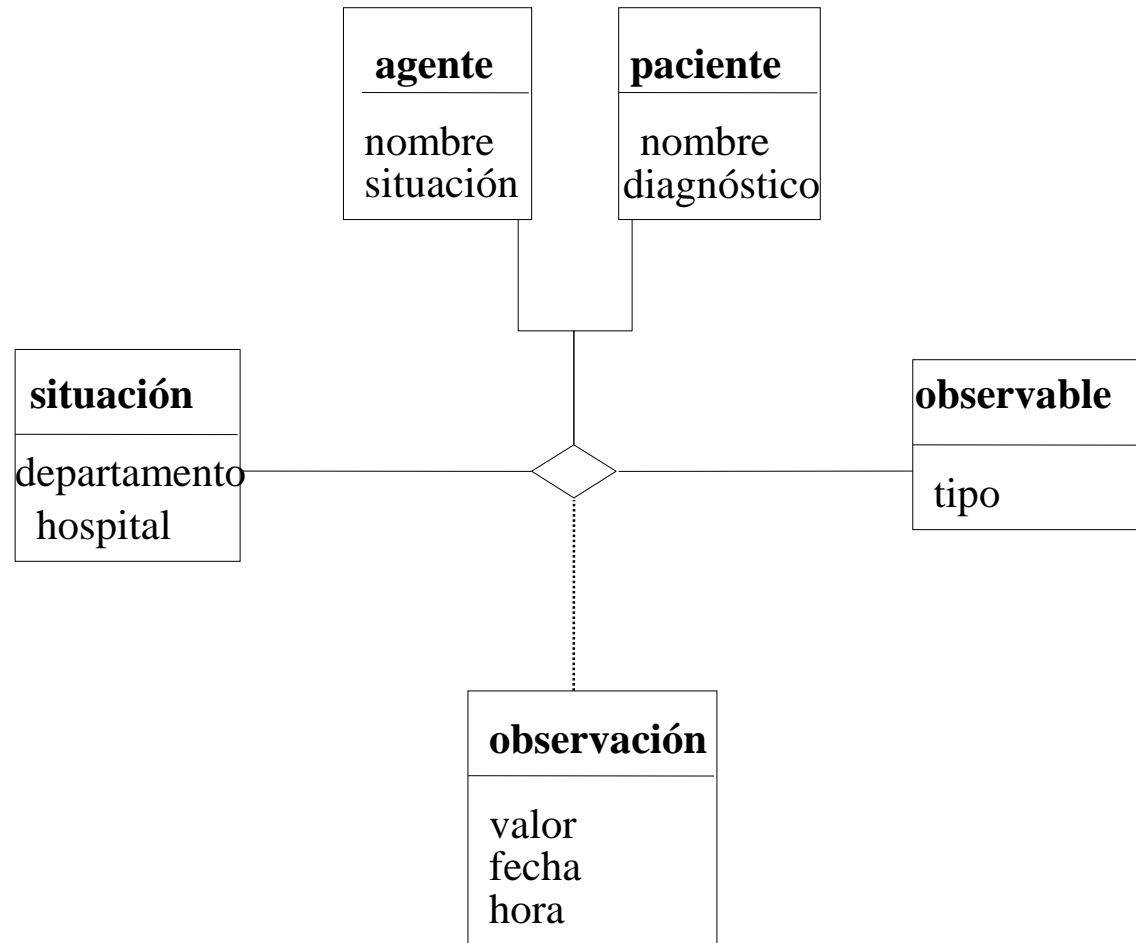 agente
nombre
situación
paciente
nombre
diagnóstico
situación
departamento
hospital
observable
tipo
observación
valor
fecha
hora